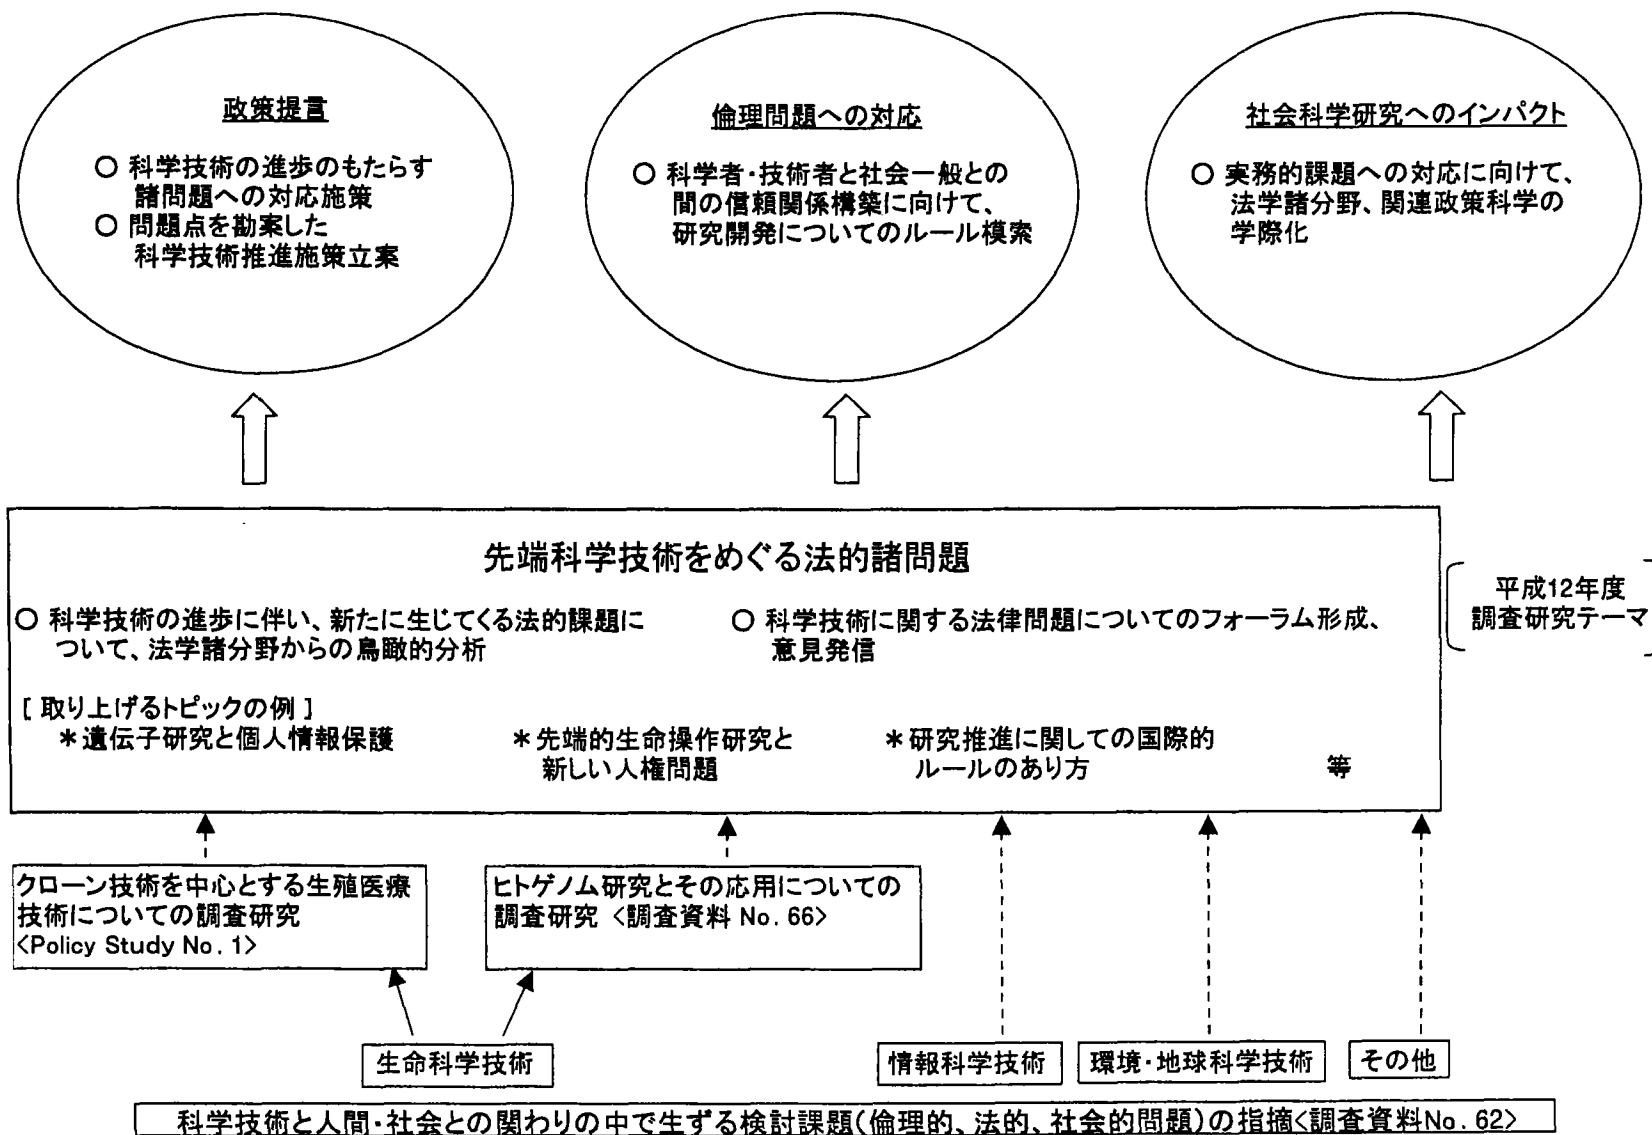 政策提言
○ 科学技術の進歩のもたらす
諸問題への対応施策
○ 問題点を勘案した
科学技術推進施策立案
倫理問題への対応
○ 科学者・技術者と社会一般との
間の信頼関係構築に向けて、
研究開発についてのルール模索
社会科学研究へのインパクト
○ 実務的課題への対応に向けて、
法学諸分野、関連政策科学の
学際化
先端科学技術をめぐる法的諸問題
○ 科学技術の進歩に伴い、新たに生じてくる法的課題に
ついて、法学諸分野からの鳥瞰的分析
○ 科学技術に関する法律問題についてのフォーラム形成、
意見発信
[ 取り上げるトピックの例 ]
＊遺伝子研究と個人情報保護
＊先端的生命操作研究と
新しい人権問題
＊研究推進に関しての国際的
ルールのあり方
等
平成12年度
調査研究テーマ
クローン技術を中心とする生殖医療
技術についての調査研究
<Policy Study No. 1>
ヒトゲノム研究とその応用についての
調査研究 <調査資料 No. 66>
生命科学技術
情報科学技術
環境・地球科学技術
その他
科学技術と人間・社会との関わりの中で生ずる検討課題(倫理的、法的、社会的問題)の指摘<調査資料No. 62>